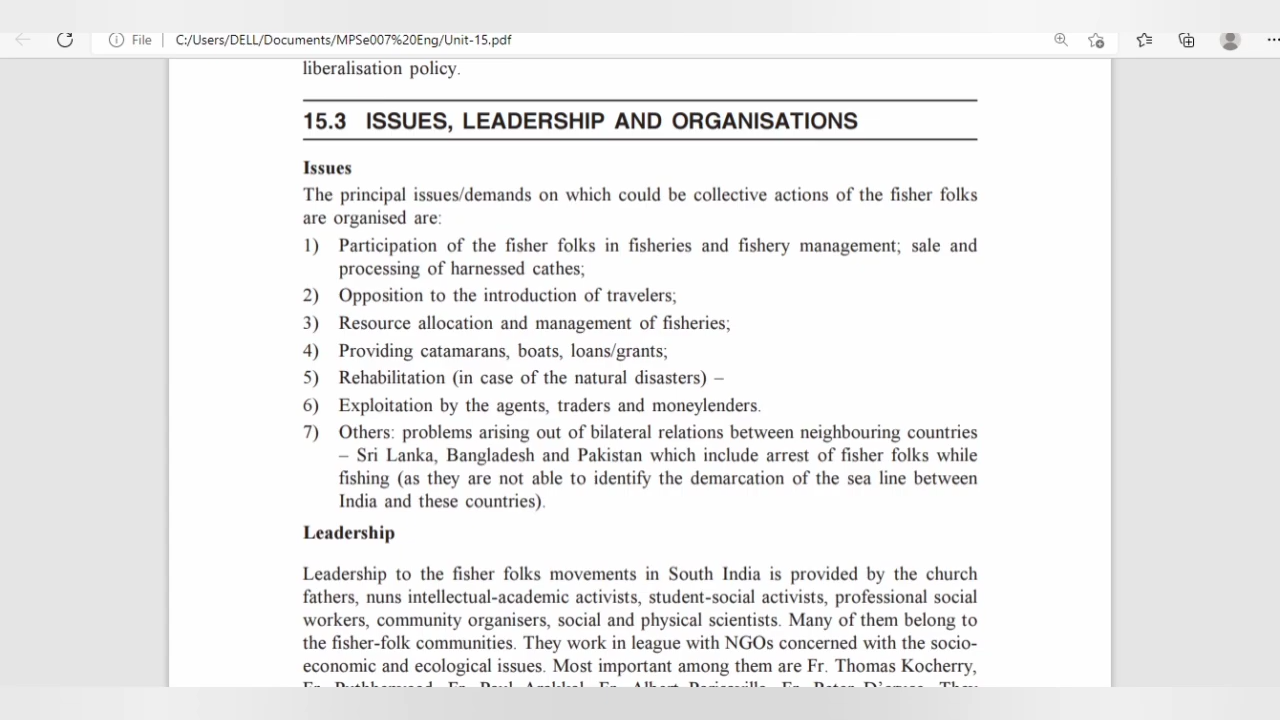 File
C:/Users/DELL/Documents/MPSe007%20Eng/Unit-15.pdf
liberalisation policy.
15.3 ISSUES, LEADERSHIP AND ORGANISATIONS
Issues
The principal issues/demands on which could be collective actions of the fisher folks
are organised are:
1) Participation of the fisher folks in fisheries and fishery management; sale and
processing of harnessed cathes;
2) Opposition to the introduction of travelers;
3) Resource allocation and management of fisheries;
4) Providing catamarans, boats, loans/grants;
5) Rehabilitation (in case of the natural disasters) –
6) Exploitation by the agents, traders and moneylenders.
7) Others: problems arising out of bilateral relations between neighbouring countries
– Sri Lanka, Bangladesh and Pakistan which include arrest of fisher folks while
fishing (as they are not able to identify the demarcation of the sea line between
India and these countries).
Leadership
Leadership to the fisher folks movements in South India is provided by the church
fathers, nuns intellectual-academic activists, student-social activists, professional social
workers, community organisers, social and physical scientists. Many of them belong to
the fisher-folk communities. They work in league with NGOs concerned with the socio-
economic and ecological issues. Most important among them are Fr. Thomas Kocherry,